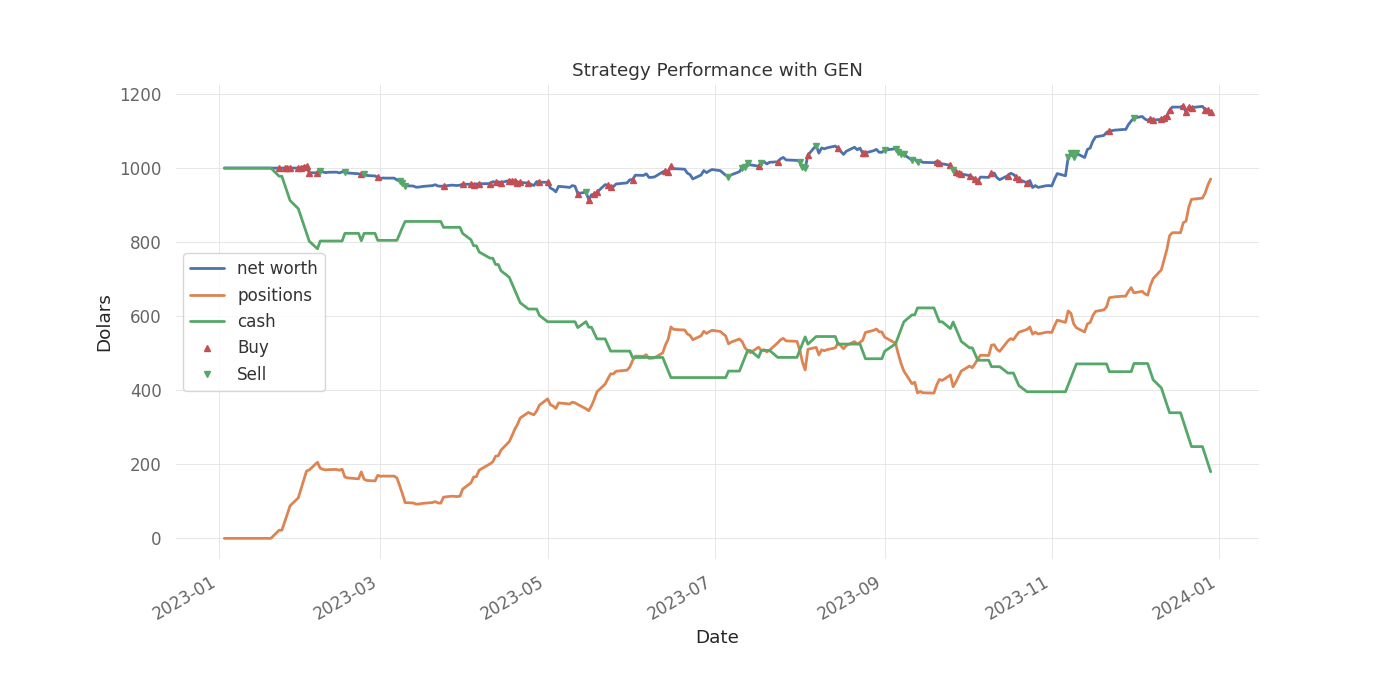 Strategy Performance with GEN
1200
1000
800
600
400
200
0
Dolars
net worth
positions
cash
Buy
Sell
2023-01
2023-03
2023-05
2023-07
2023-09
2023-11
2024-01
Date